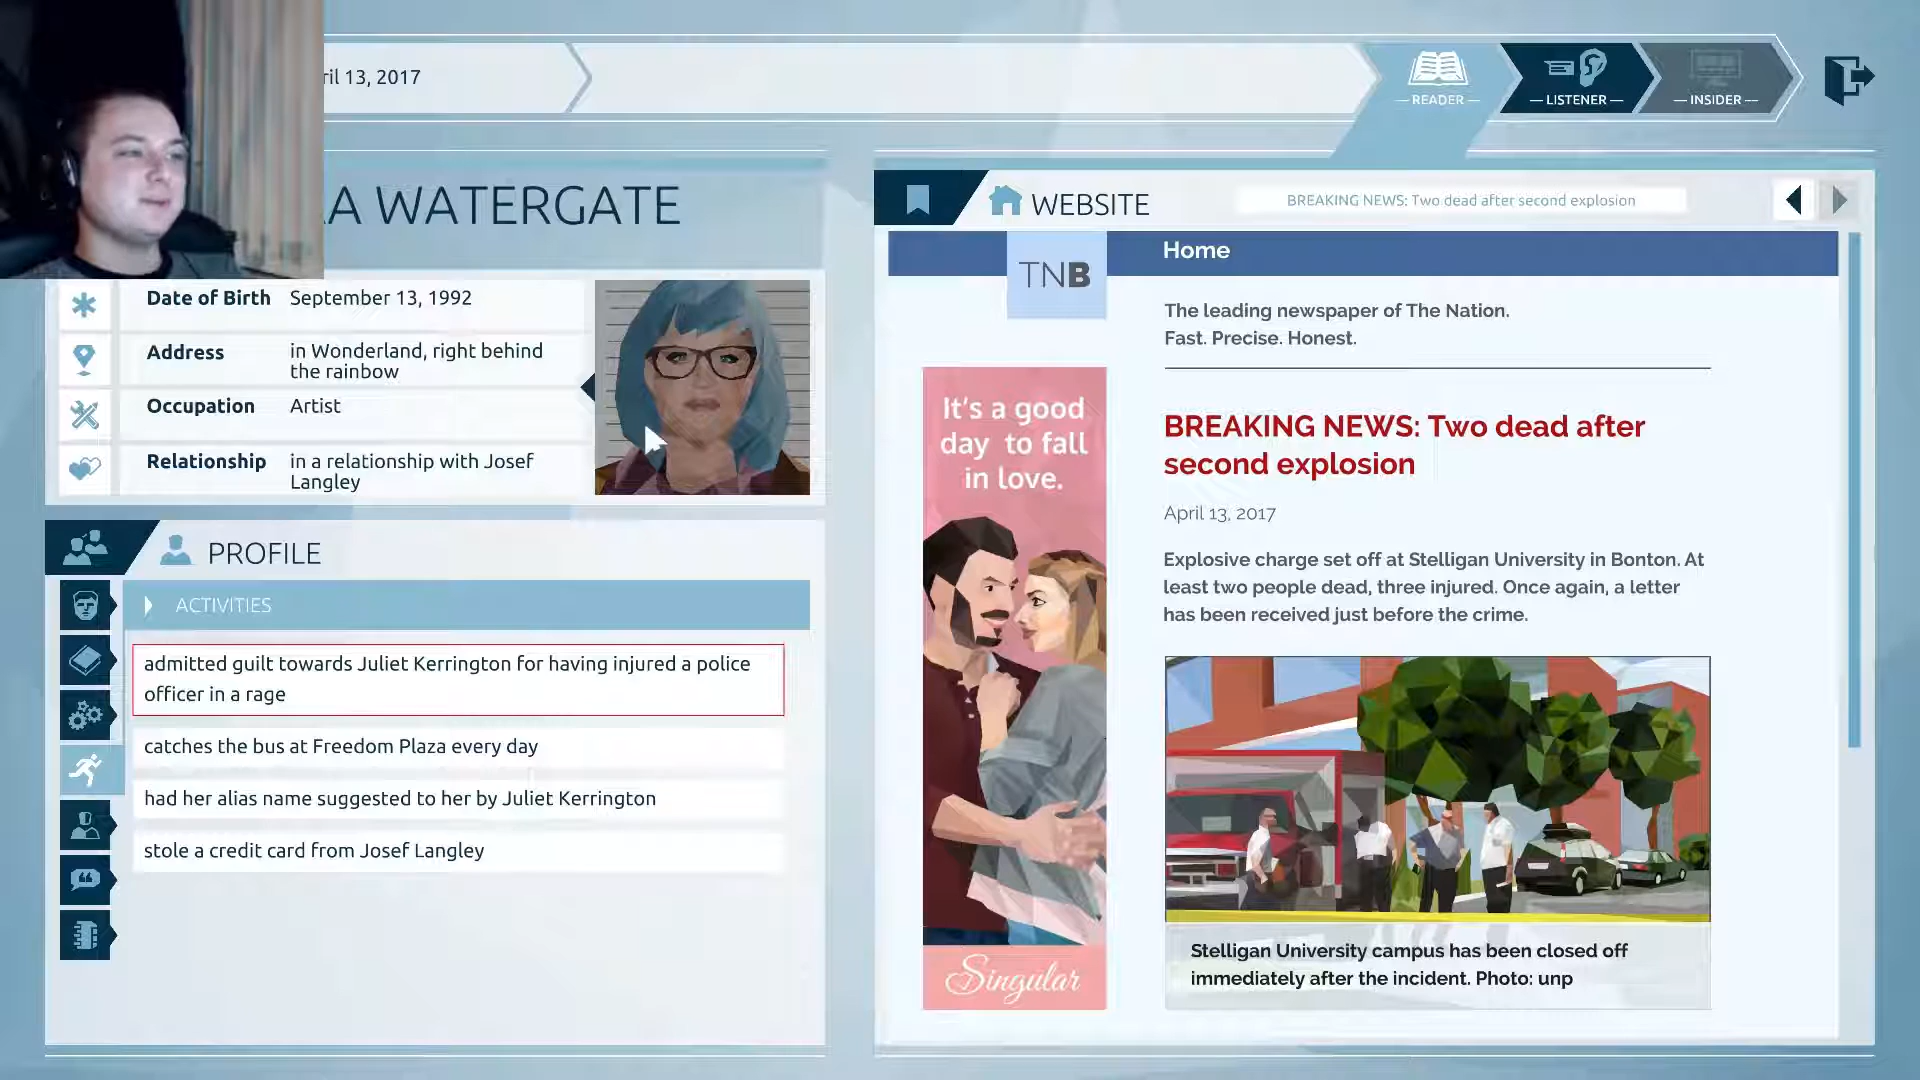 ril 13, 2017
READER
LISTENER
INSIDER
A WATERGATE
Date of Birth September 13, 1992
Address in Wonderland, right behind
the rainbow
Occupation Artist
Relationship in a relationship with Josef
Langley
PROFILE
ACTIVITIES
admitted guilt towards Juliet Kerrington for having injured a police
officer in a rage
catches the bus at Freedom Plaza every day
had her alias name suggested to her by Juliet Kerrington
stole a credit card from Josef Langley
WEBSITE
BREAKING NEWS: Two dead after second explosion
TNB
Home
The leading newspaper of The Nation.
Fast. Precise. Honest.
It's a good
day to fall
in love.
Singular
BREAKING NEWS: Two dead after
second explosion
April 13, 2017
Explosive charge set off at Stelligan University in Bonton. At
least two people dead, three injured. Once again, a letter
has been received just before the crime.
Stelligan University campus has been closed off
immediately after the incident. Photo: unp